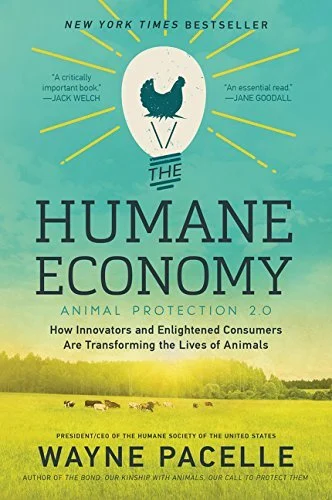 NEW YORK TIMES BESTSELLER
"A critically
important book."
—JACK WELCH
"An essential read."
—JANE GOODALL
THE
HUMANE
ECONOMY
ANIMAL PROTECTION 2.0
How Innovators and Enlightened Consumers
Are Transforming the Lives of Animals
PRESIDENT/CEO OF THE HUMANE SOCIETY OF THE UNITED STATES
WAYNE PACELLE
AUTHOR OF THE BOND: OUR KINSHIP WITH ANIMALS, OUR CALL TO PROTECT THEM